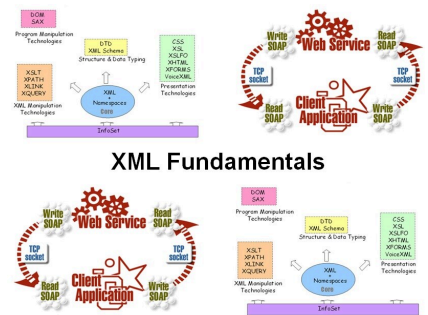 DOM
SAX
Program Manipulation
Technologies
DTD
XML Schema
Structure & Data Typing
CSS
XSL
XSLFO
XHTML
XFORMS
VoiceXML
Presentation
Technologies
XSLT
XPATH
XLINK
XQUERY
XML Manipulation
Technologies
XML
+
Namespaces
Core
InfoSet
Write
SOAP
Web Service
Read
SOAP
TCP
socket
TCP
socket
Read
SOAP
Client
Application
Write
SOAP
XML Fundamentals
Write
SOAP
Web Service
Read
SOAP
TCP
socket
TCP
socket
Read
SOAP
Client
Application
Write
SOAP
DOM
SAX
Program Manipulation
Technologies
DTD
XML Schema
Structure & Data Typing
CSS
XSL
XSLFO
XHTML
XFORMS
VoiceXML
Presentation
Technologies
XSLT
XPATH
XLINK
XQUERY
XML Manipulation
Technologies
XML
+
Namespaces
Core
InfoSet